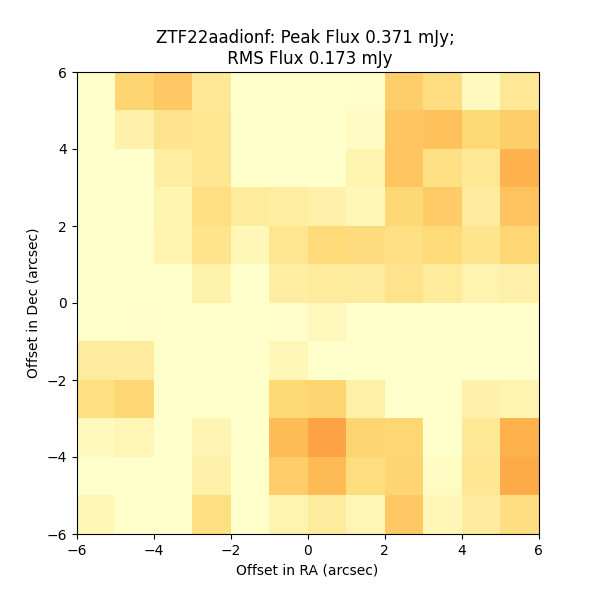 ZTF22aadionf: Peak Flux 0.371 mJy;
RMS Flux 0.173 mJy
6
4
2
0
−2
−4
−6
Offset in Dec (arcsec)
−6 −4 −2 0 2 4 6
Offset in RA (arcsec)